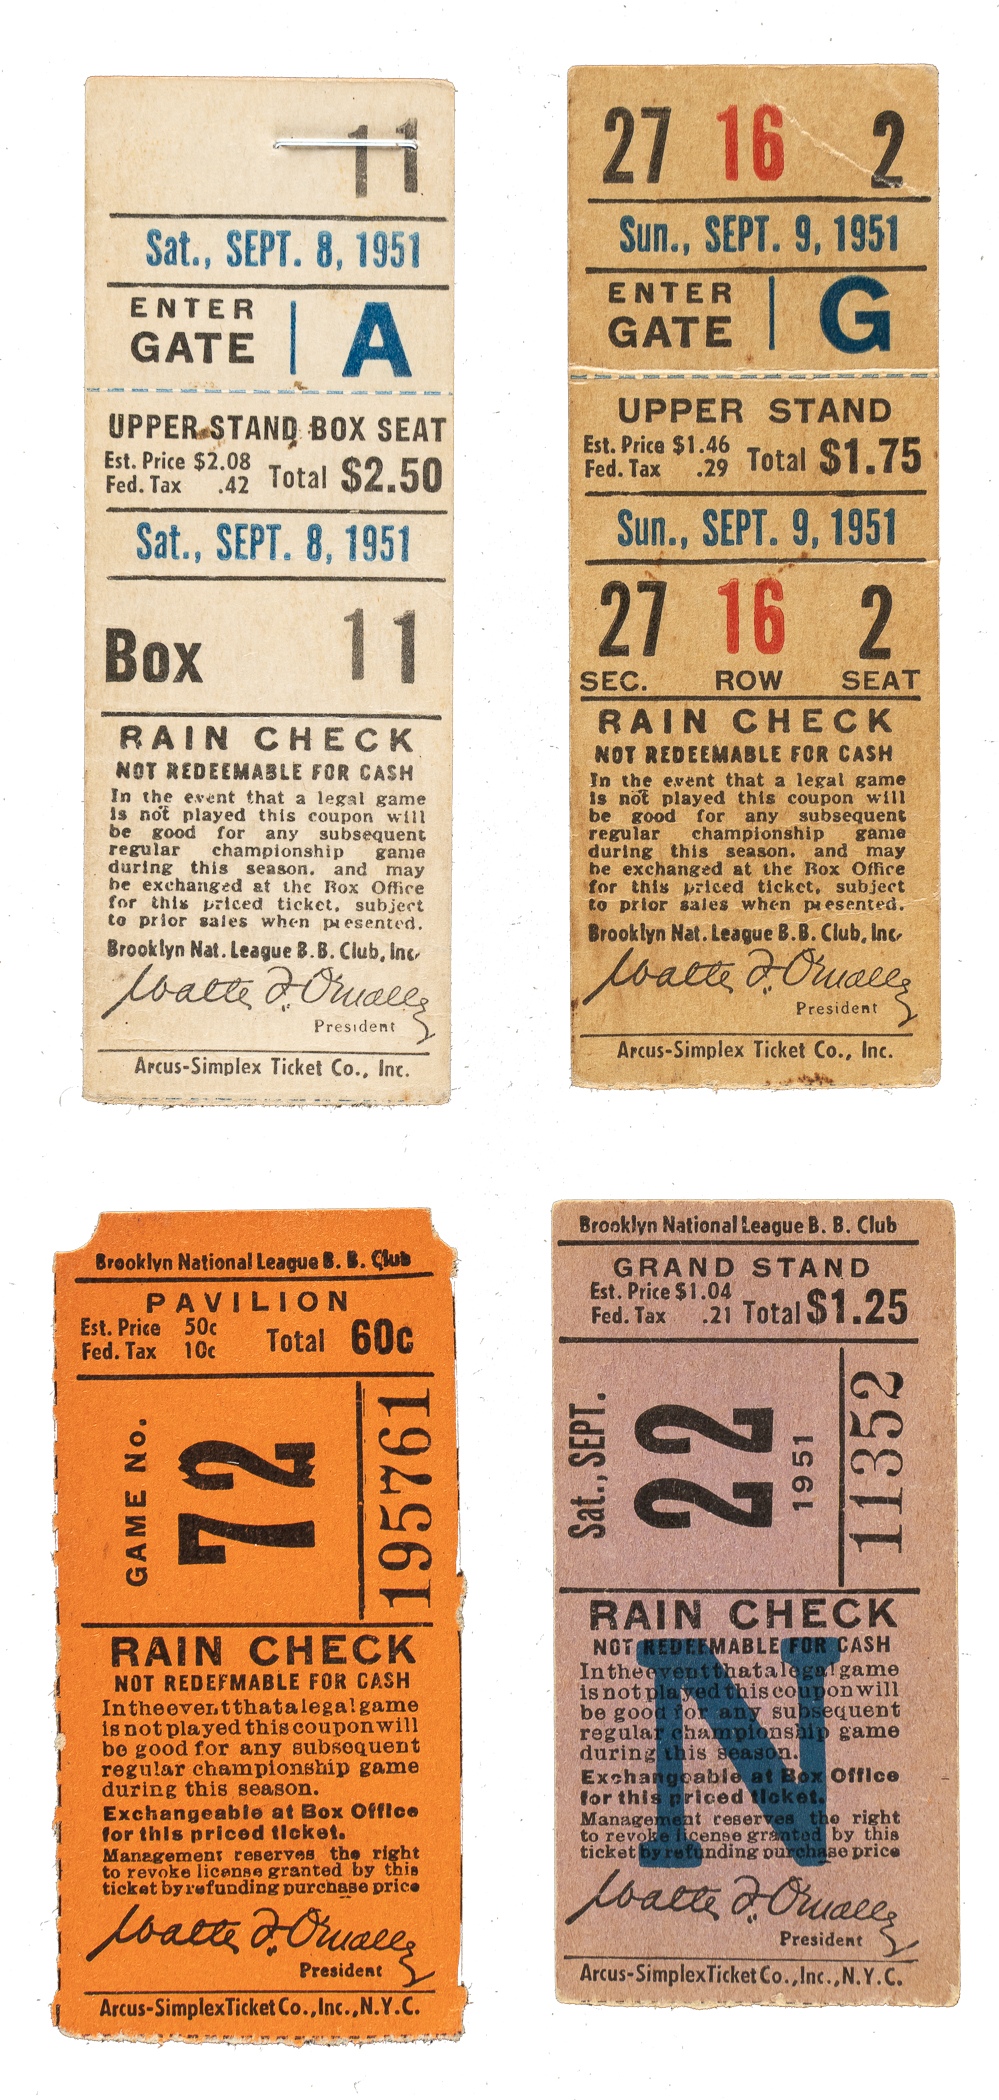 11
Sat., SEPT. 8, 1951
ENTER
GATE
A
UPPER STAND BOX SEAT
Est. Price $2.08
Fed. Tax .42
Total $2.50
Sat., SEPT. 8, 1951
Box 11
RAIN CHECK
NOT REDEEMABLE FOR CASH
In the event that a legal game
is not played this coupon will
be good for any subsequent
regular championship game
during this season. and may
be exchanged at the Box Office
for this priced ticket, subject
to prior sales when presented.
Brooklyn Nat. League B.B. Club, Inc.
Walter F. O'Malley
President
Arcus-Simplex Ticket Co., Inc.
27 16 2
Sun., SEPT. 9, 1951
ENTER
GATE
G
UPPER STAND
Est. Price $1.46
Fed. Tax .29
Total $1.75
Sun., SEPT. 9, 1951
27 16 2
SEC. ROW SEAT
RAIN CHECK
NOT REDEEMABLE FOR CASH
In the event that a legal game
is not played this coupon will
be good for any subsequent
regular championship game
during this season. and may
be exchanged at the Box Office
for this priced ticket, subject
to prior sales when presented.
Brooklyn Nat. League B.B. Club, Inc.
Walter F. O'Malley
President
Arcus-Simplex Ticket Co., Inc.
Brooklyn National League B. B. Club
PAVILION
Est. Price 50c
Fed. Tax 10c
Total 60c
GAME No.
72
195761
RAIN CHECK
NOT REDEEMABLE FOR CASH
In the event that a legal game
is not played this coupon will
be good for any subsequent
regular championship game
during this season.
Exchangeable at Box Office
for this priced ticket.
Management reserves the right
to revoke license granted by this
ticket by refunding purchase price
Walter F. O'Malley
President
Arcus-Simplex Ticket Co., Inc., N.Y.C.
Brooklyn National League B. B. Club
GRAND STAND
Est. Price $1.04
Fed. Tax .21
Total $1.25
Sat., SEPT.
22
1951
11352
RAIN CHECK
NOT REDEEMABLE FOR CASH
In the event that a legal game
is not played this coupon will
be good for any subsequent
regular championship game
during this season.
Exchangeable at Box Office
for this priced ticket.
Management reserves the right
to revoke license granted by this
ticket by refunding purchase price
N
Walter F. O'Malley
President
Arcus-Simplex Ticket Co., Inc., N.Y.C.